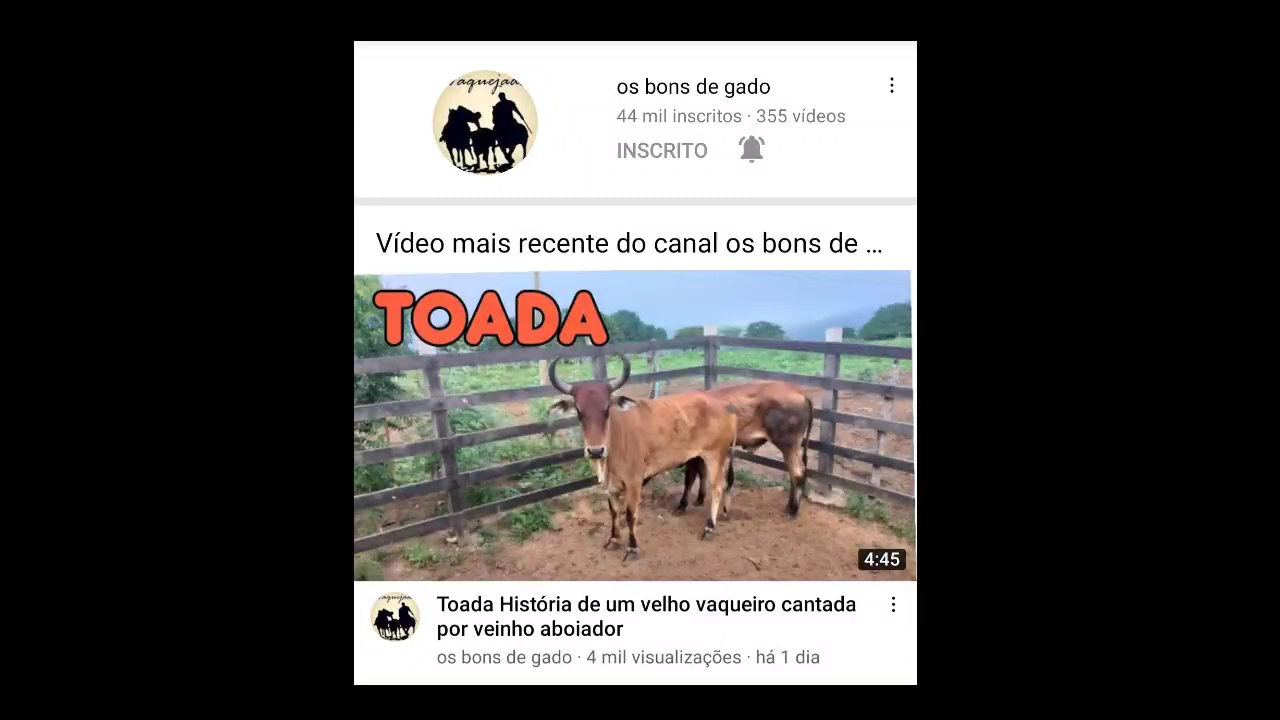 aquejad
os bons de gado
44 mil inscritos · 355 vídeos
INSCRITO
Vídeo mais recente do canal os bons de ...
TOADA
4:45
Toada História de um velho vaqueiro cantada
por veinho aboiador
os bons de gado · 4 mil visualizações · há 1 dia